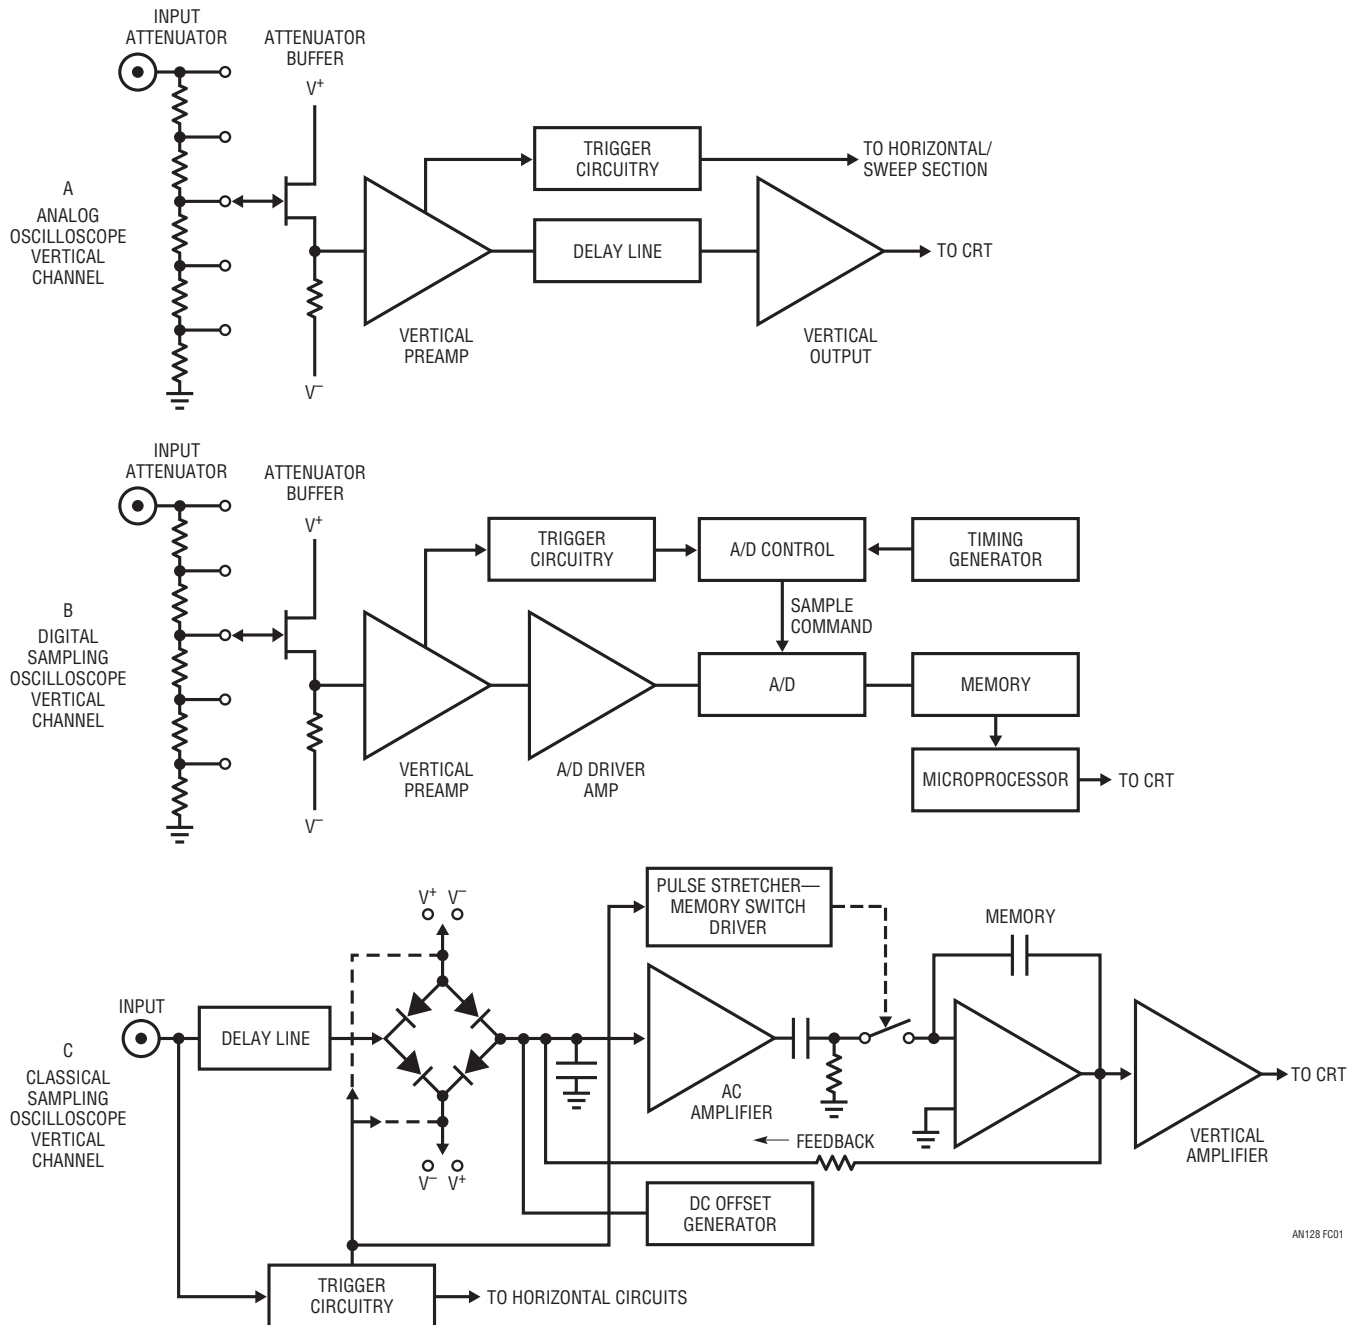 INPUT
ATTENUATOR
ATTENUATOR
BUFFER
V+
A
ANALOG
OSCILLOSCOPE
VERTICAL
CHANNEL
V–
VERTICAL
PREAMP
TRIGGER
CIRCUITRY
TO HORIZONTAL/
SWEEP SECTION
DELAY LINE
VERTICAL
OUTPUT
TO CRT
INPUT
ATTENUATOR
ATTENUATOR
BUFFER
V+
B
DIGITAL
SAMPLING
OSCILLOSCOPE
VERTICAL
CHANNEL
V–
VERTICAL
PREAMP
TRIGGER
CIRCUITRY
A/D CONTROL
TIMING
GENERATOR
SAMPLE
COMMAND
A/D DRIVER
AMP
A/D
MEMORY
MICROPROCESSOR
TO CRT
C
CLASSICAL
SAMPLING
OSCILLOSCOPE
VERTICAL
CHANNEL
INPUT
DELAY LINE
V+ V–
V– V+
PULSE STRETCHER—
MEMORY SWITCH
DRIVER
MEMORY
AC
AMPLIFIER
FEEDBACK
VERTICAL
AMPLIFIER
TO CRT
DC OFFSET
GENERATOR
TRIGGER
CIRCUITRY
TO HORIZONTAL CIRCUITS
AN128 FC01